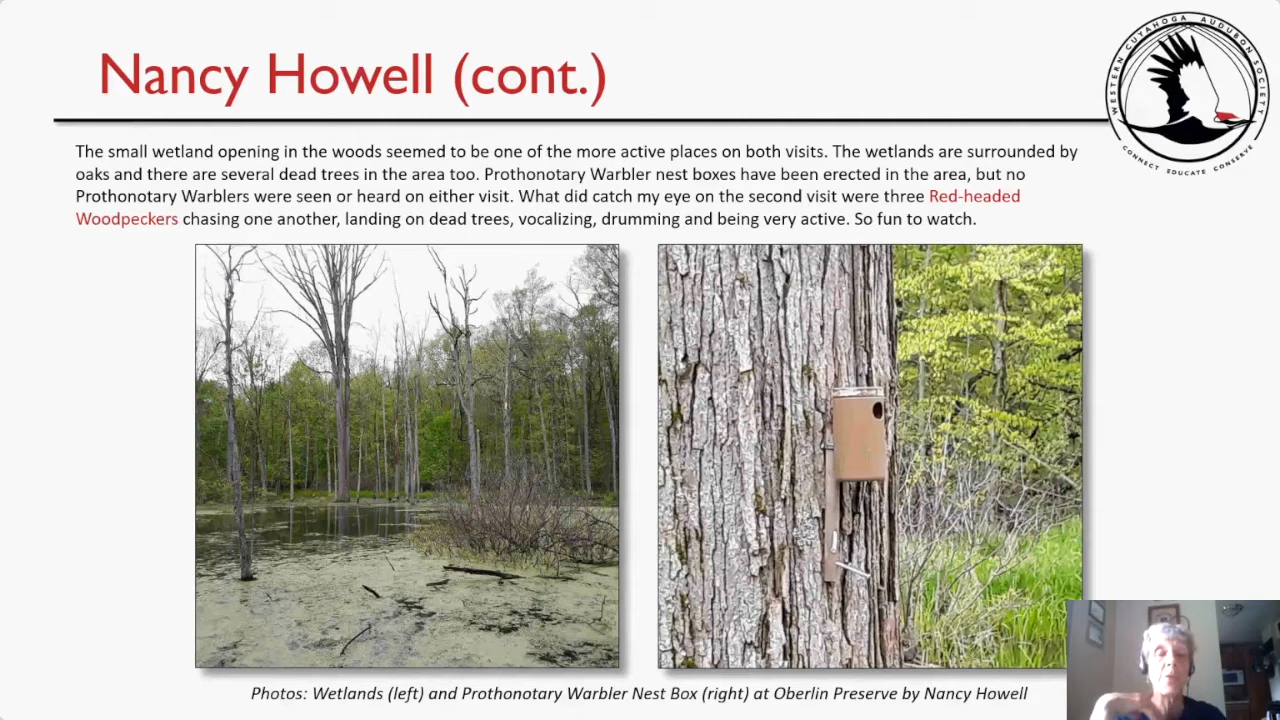 Nancy Howell (cont.)
WESTERN CUYAHOGA AUDUBON SOCIETY
CONNECT EDUCATE CONSERVE
The small wetland opening in the woods seemed to be one of the more active places on both visits. The wetlands are surrounded by
oaks and there are several dead trees in the area too. Prothonotary Warbler nest boxes have been erected in the area, but no
Prothonotary Warblers were seen or heard on either visit. What did catch my eye on the second visit were three Red-headed
Woodpeckers chasing one another, landing on dead trees, vocalizing, drumming and being very active. So fun to watch.
Photos: Wetlands (left) and Prothonotary Warbler Nest Box (right) at Oberlin Preserve by Nancy Howell